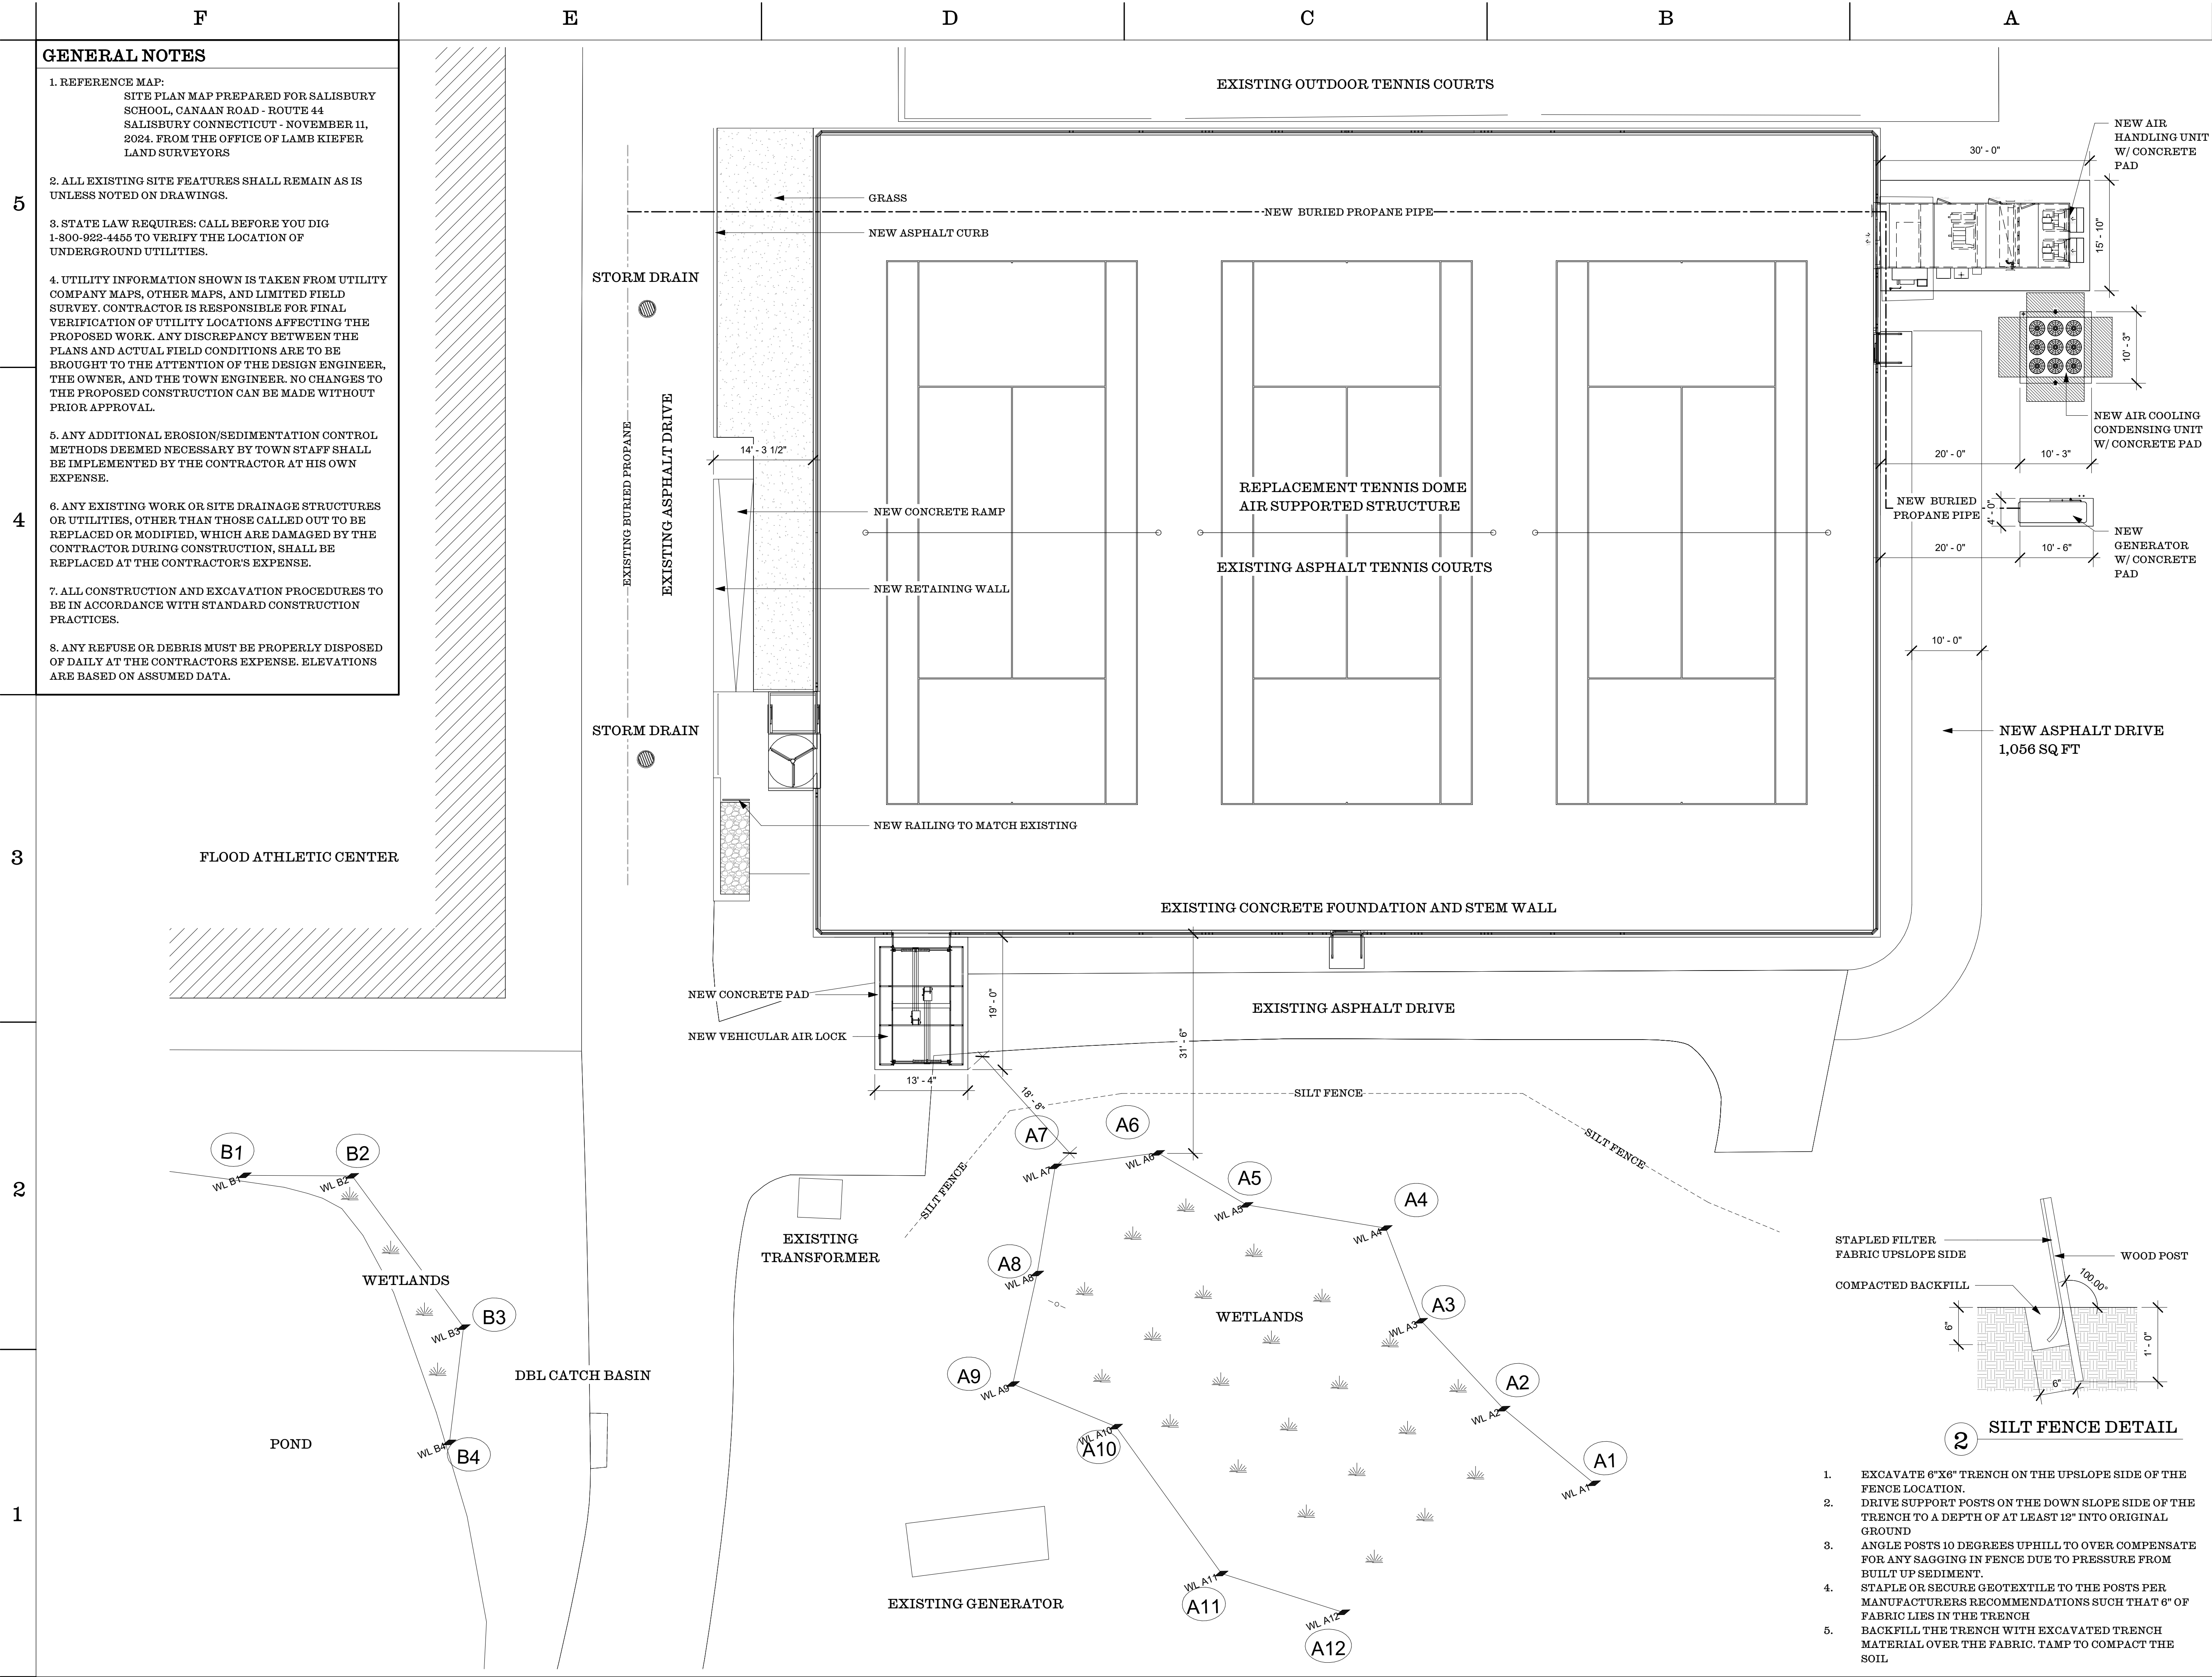 F
E
D
C
B
A
5
4
3
2
1
GENERAL NOTES
1. REFERENCE MAP:
SITE PLAN MAP PREPARED FOR SALISBURY
SCHOOL, CANAAN ROAD - ROUTE 44
SALISBURY CONNECTICUT - NOVEMBER 11,
2024. FROM THE OFFICE OF LAMB KIEFER
LAND SURVEYORS
2. ALL EXISTING SITE FEATURES SHALL REMAIN AS IS
UNLESS NOTED ON DRAWINGS.
3. STATE LAW REQUIRES: CALL BEFORE YOU DIG
1-800-922-4455 TO VERIFY THE LOCATION OF
UNDERGROUND UTILITIES.
4. UTILITY INFORMATION SHOWN IS TAKEN FROM UTILITY
COMPANY MAPS, OTHER MAPS, AND LIMITED FIELD
SURVEY. CONTRACTOR IS RESPONSIBLE FOR FINAL
VERIFICATION OF UTILITY LOCATIONS AFFECTING THE
PROPOSED WORK. ANY DISCREPANCY BETWEEN THE
PLANS AND ACTUAL FIELD CONDITIONS ARE TO BE
BROUGHT TO THE ATTENTION OF THE DESIGN ENGINEER,
THE OWNER, AND THE TOWN ENGINEER. NO CHANGES TO
THE PROPOSED CONSTRUCTION CAN BE MADE WITHOUT
PRIOR APPROVAL.
5. ANY ADDITIONAL EROSION/SEDIMENTATION CONTROL
METHODS DEEMED NECESSARY BY TOWN STAFF SHALL
BE IMPLEMENTED BY THE CONTRACTOR AT HIS OWN
EXPENSE.
6. ANY EXISTING WORK OR SITE DRAINAGE STRUCTURES
OR UTILITIES, OTHER THAN THOSE CALLED OUT TO BE
REPLACED OR MODIFIED, WHICH ARE DAMAGED BY THE
CONTRACTOR DURING CONSTRUCTION, SHALL BE
REPLACED AT THE CONTRACTOR'S EXPENSE.
7. ALL CONSTRUCTION AND EXCAVATION PROCEDURES TO
BE IN ACCORDANCE WITH STANDARD CONSTRUCTION
PRACTICES.
8. ANY REFUSE OR DEBRIS MUST BE PROPERLY DISPOSED
OF DAILY AT THE CONTRACTORS EXPENSE. ELEVATIONS
ARE BASED ON ASSUMED DATA.
EXISTING OUTDOOR TENNIS COURTS
NEW AIR
HANDLING UNIT
W/ CONCRETE
PAD
30' - 0"
15' - 10"
GRASS
NEW BURIED PROPANE PIPE
NEW ASPHALT CURB
STORM DRAIN
10' - 3"
NEW AIR COOLING
CONDENSING UNIT
W/ CONCRETE PAD
EXISTING BURIED PROPANE
EXISTING ASPHALT DRIVE
14' - 3 1/2"
20' - 0"
10' - 3"
REPLACEMENT TENNIS DOME
AIR SUPPORTED STRUCTURE
NEW BURIED
PROPANE PIPE
4' - 0"
NEW CONCRETE RAMP
NEW
GENERATOR
W/ CONCRETE
PAD
20' - 0"
10' - 6"
EXISTING ASPHALT TENNIS COURTS
NEW RETAINING WALL
10' - 0"
STORM DRAIN
NEW ASPHALT DRIVE
1,056 SQ FT
NEW RAILING TO MATCH EXISTING
FLOOD ATHLETIC CENTER
EXISTING CONCRETE FOUNDATION AND STEM WALL
NEW CONCRETE PAD
19' - 0"
EXISTING ASPHALT DRIVE
NEW VEHICULAR AIR LOCK
31' - 6"
13' - 4"
18' - 8"
SILT FENCE
SILT FENCE
SILT FENCE
B1
WL B1
B2
WL B2
B3
WL B3
B4
WL B4
WETLANDS
POND
DBL CATCH BASIN
EXISTING
TRANSFORMER
EXISTING GENERATOR
A7
WL A7
A6
WL A6
A5
WL A5
A4
WL A4
A8
WL A8
WETLANDS
A3
WL A3
A9
WL A9
A2
WL A2
A10
WL A10
A1
WL A1
A11
WL A11
A12
WL A12
STAPLED FILTER
FABRIC UPSLOPE SIDE
WOOD POST
COMPACTED BACKFILL
100.00°
6"
1' - 0"
6"
2
SILT FENCE DETAIL
1. EXCAVATE 6"X6" TRENCH ON THE UPSLOPE SIDE OF THE
FENCE LOCATION.
2. DRIVE SUPPORT POSTS ON THE DOWN SLOPE SIDE OF THE
TRENCH TO A DEPTH OF AT LEAST 12" INTO ORIGINAL
GROUND
3. ANGLE POSTS 10 DEGREES UPHILL TO OVER COMPENSATE
FOR ANY SAGGING IN FENCE DUE TO PRESSURE FROM
BUILT UP SEDIMENT.
4. STAPLE OR SECURE GEOTEXTILE TO THE POSTS PER
MANUFACTURERS RECOMMENDATIONS SUCH THAT 6" OF
FABRIC LIES IN THE TRENCH
5. BACKFILL THE TRENCH WITH EXCAVATED TRENCH
MATERIAL OVER THE FABRIC. TAMP TO COMPACT THE
SOIL